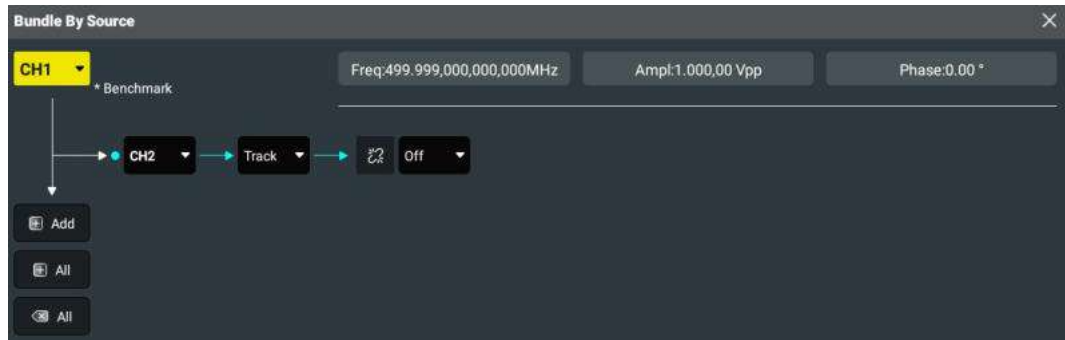 Bundle By Source
CH1
* Benchmark
Freq:499.999,000,000,000MHz
Ampl:1.000,00 Vpp
Phase:0.00 °
CH2
Track
Off
Add
All
All